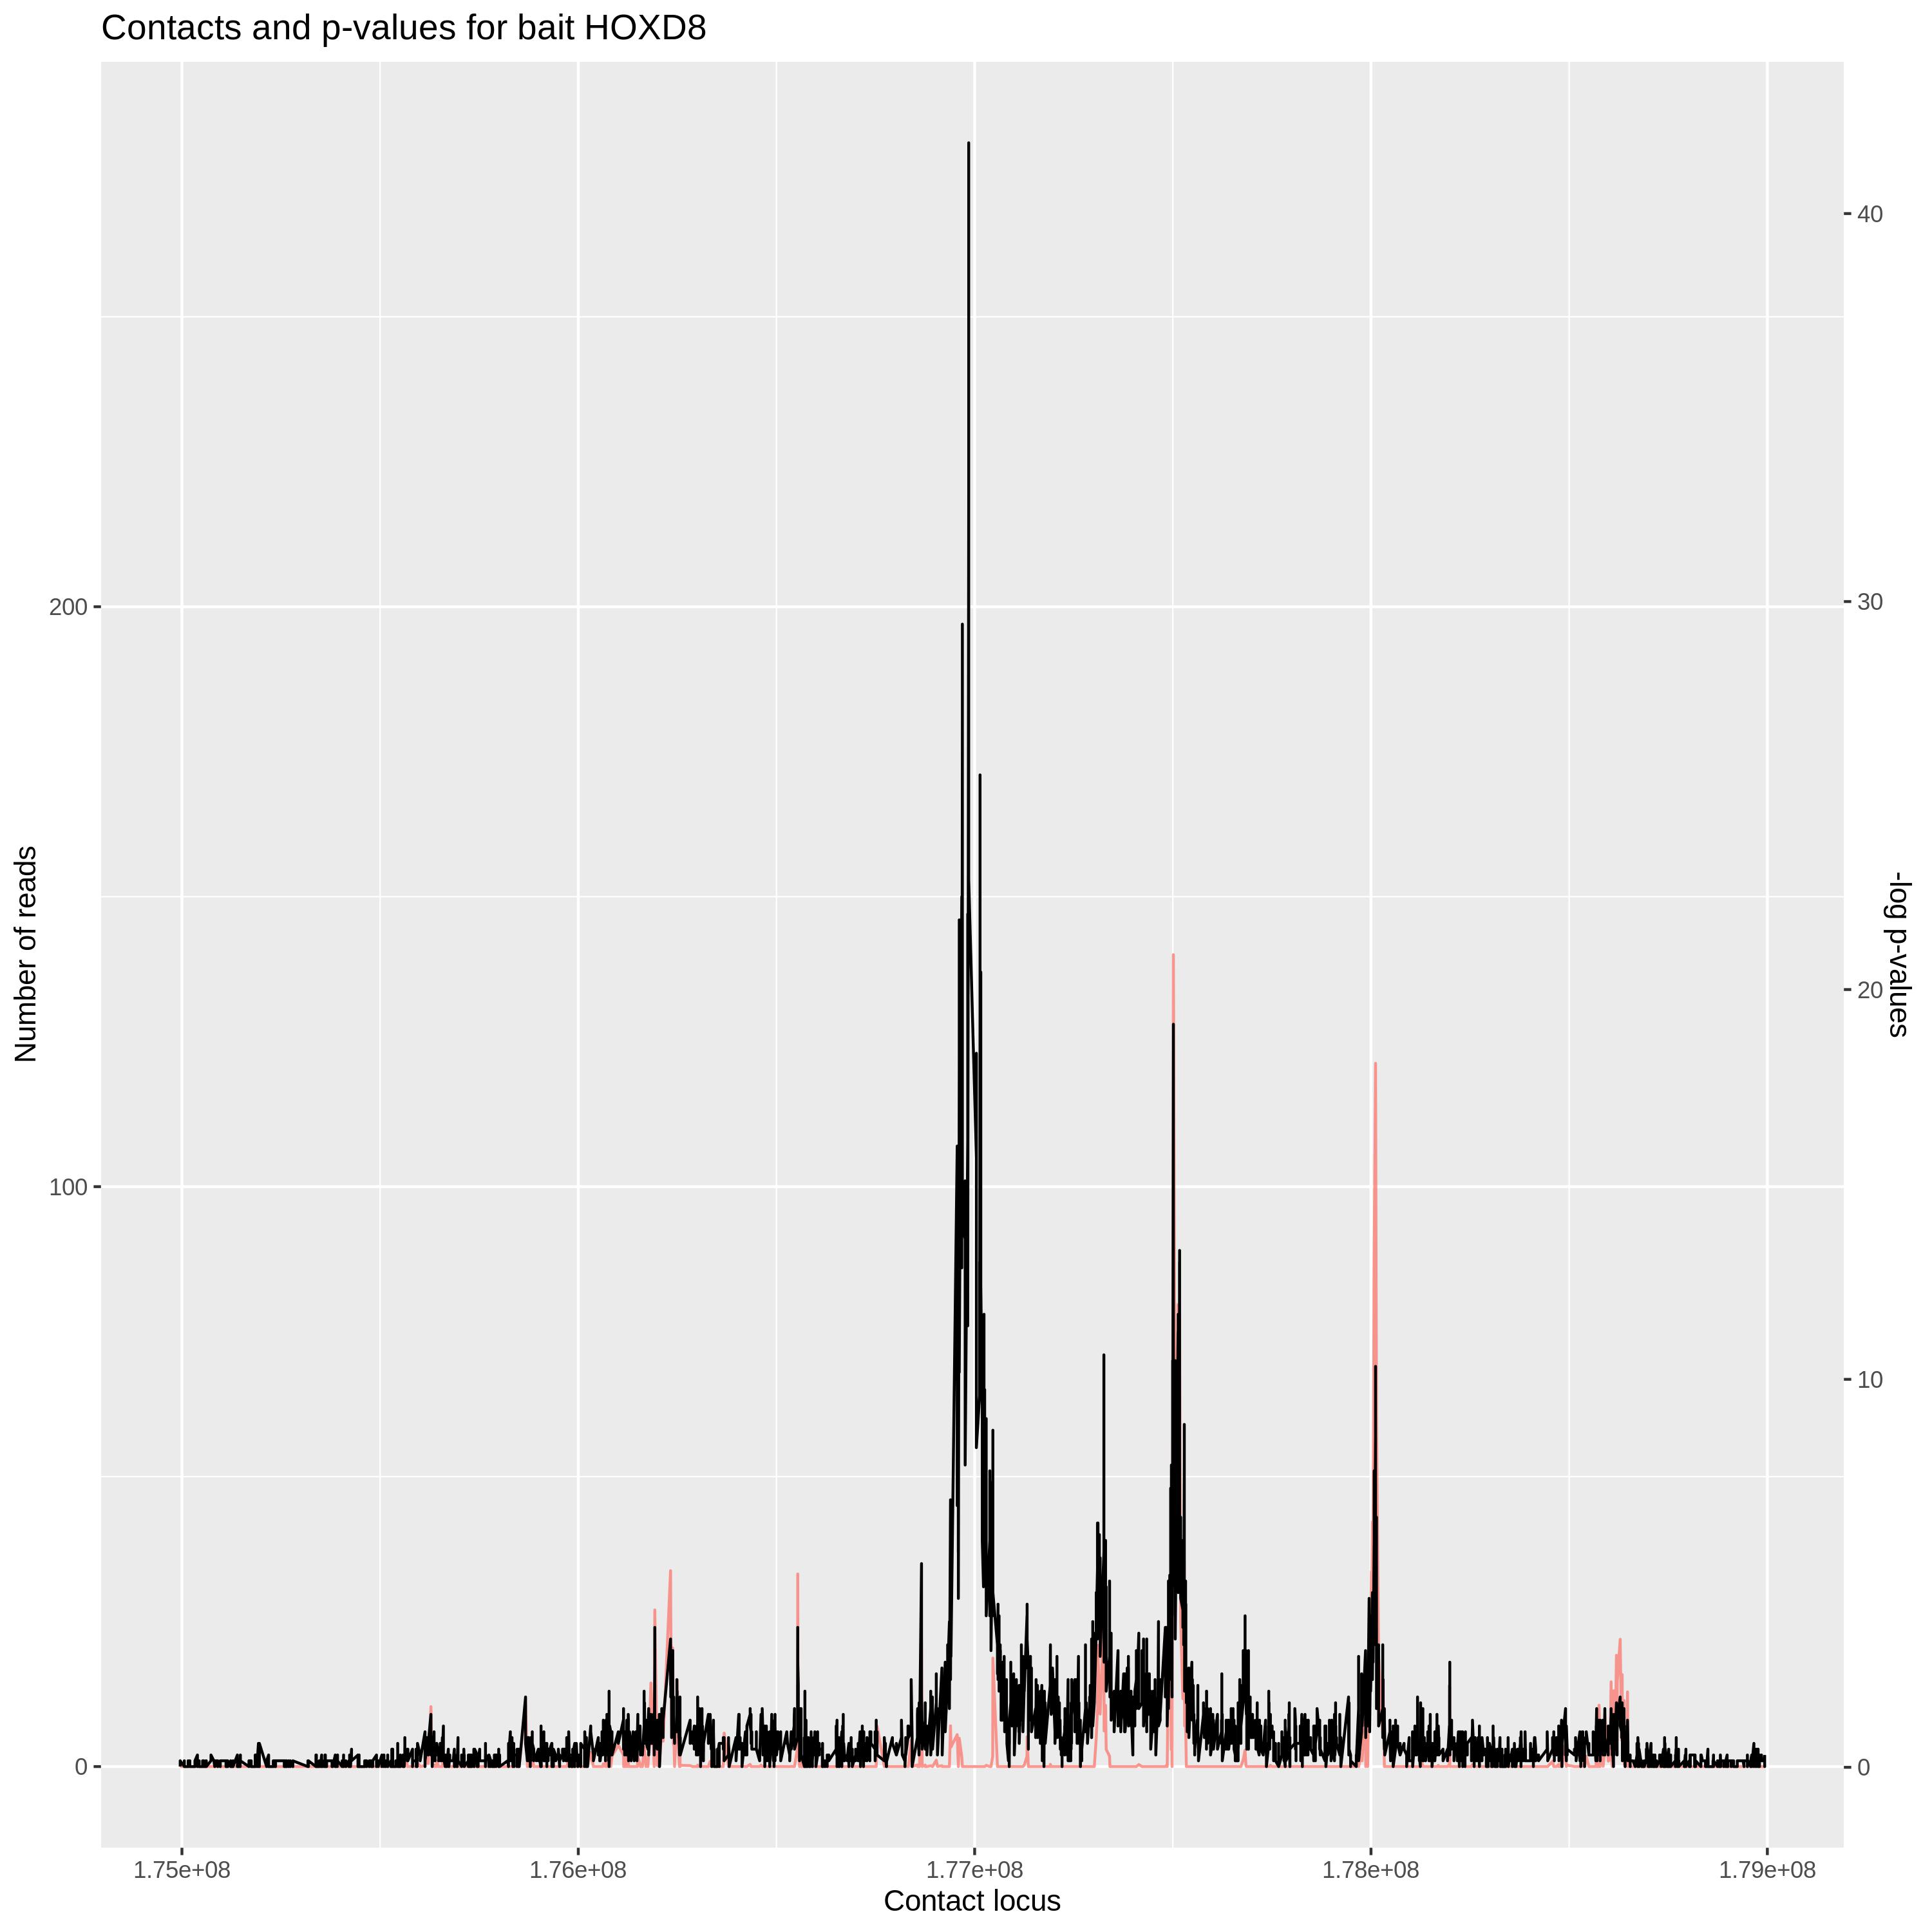 Contacts and p-values for bait HOXD8
Number of reads
200
100
0
40
30
20
10
0
-log p-values
1.75e+08 1.76e+08 1.77e+08 1.78e+08 1.79e+08
Contact locus